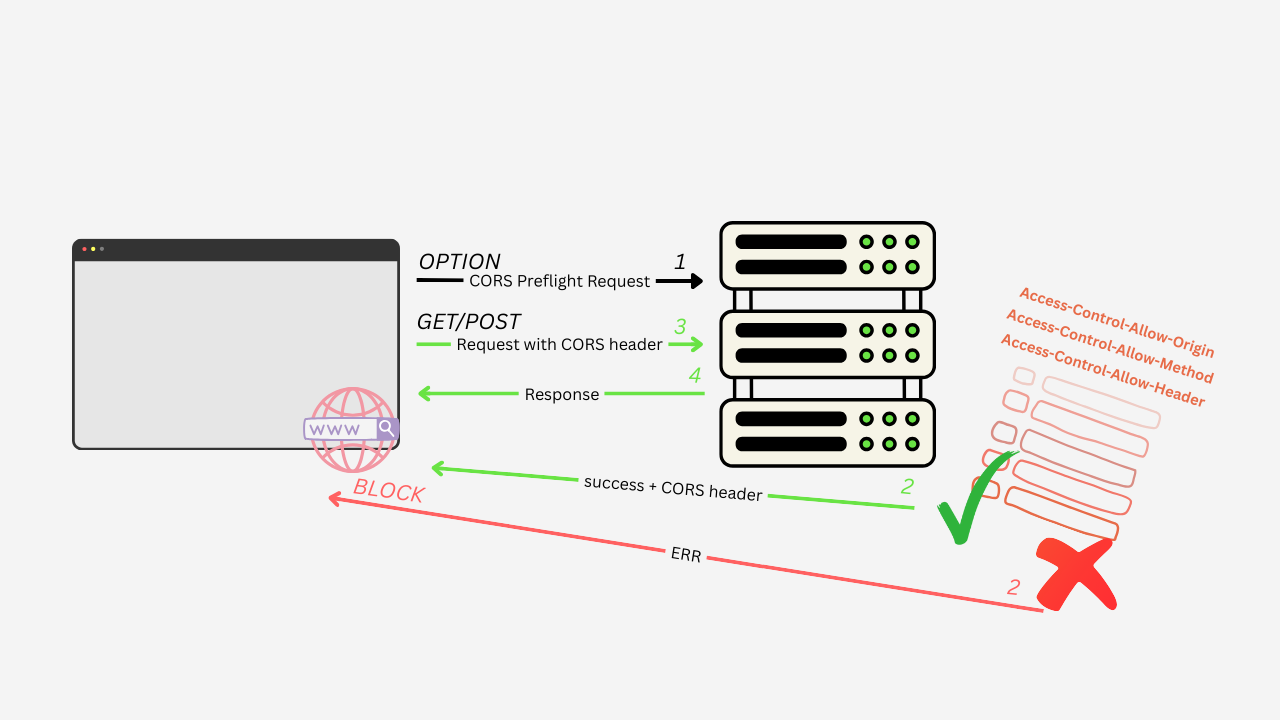 OPTION
1
CORS Preflight Request
GET/POST
3
Request with CORS header
4
Response
Access-Control-Allow-Origin
Access-Control-Allow-Method
Access-Control-Allow-Header
www
success + CORS header
2
BLOCK
ERR
2